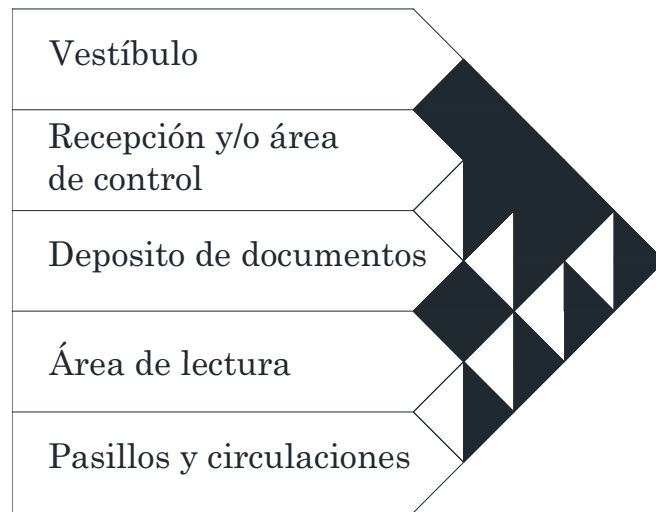 Vestíbulo
Recepción y/o área
de control
Deposito de documentos
Área de lectura
Pasillos y circulaciones